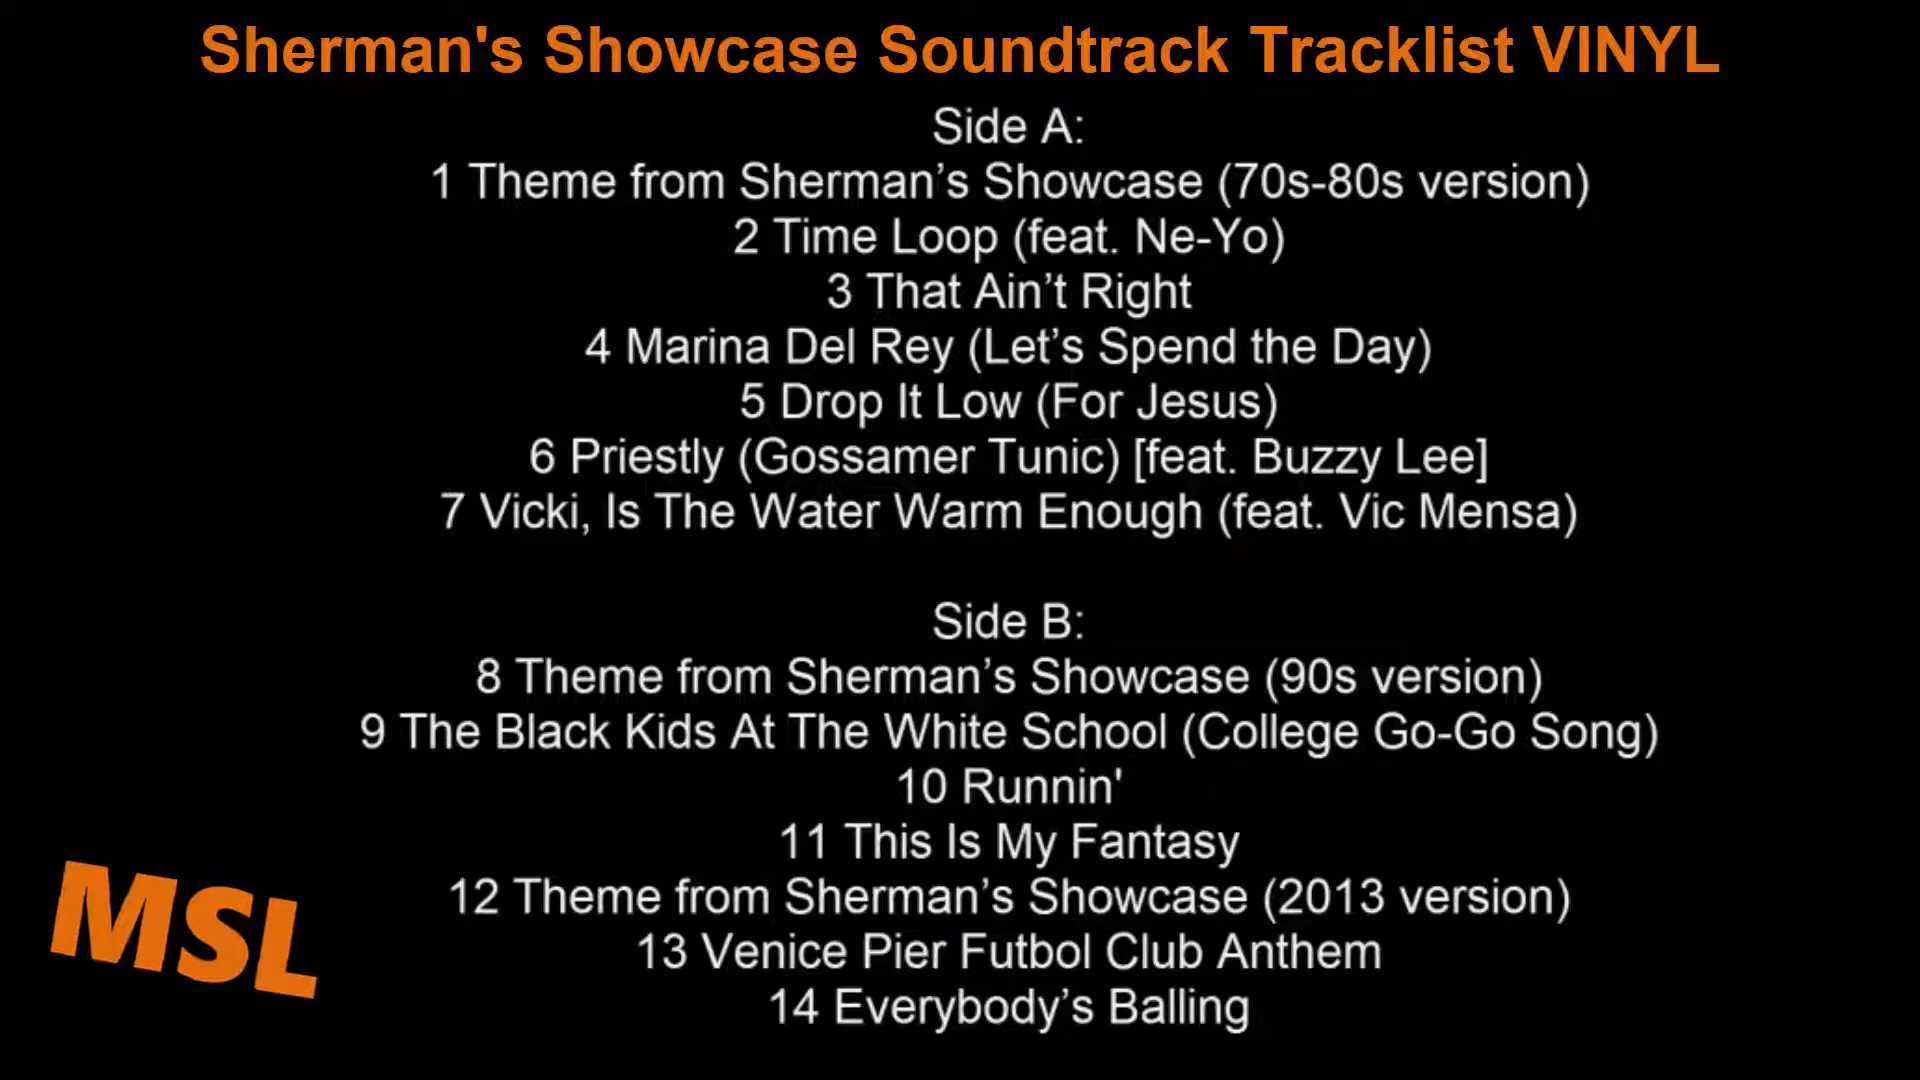 Sherman's Showcase Soundtrack Tracklist VINYL
Side A:
1 Theme from Sherman’s Showcase (70s-80s version)
2 Time Loop (feat. Ne-Yo)
3 That Ain’t Right
4 Marina Del Rey (Let’s Spend the Day)
5 Drop It Low (For Jesus)
6 Priestly (Gossamer Tunic) [feat. Buzzy Lee]
7 Vicki, Is The Water Warm Enough (feat. Vic Mensa)
Side B:
8 Theme from Sherman’s Showcase (90s version)
9 The Black Kids At The White School (College Go-Go Song)
10 Runnin'
11 This Is My Fantasy
12 Theme from Sherman’s Showcase (2013 version)
13 Venice Pier Futbol Club Anthem
14 Everybody’s Balling
MSL